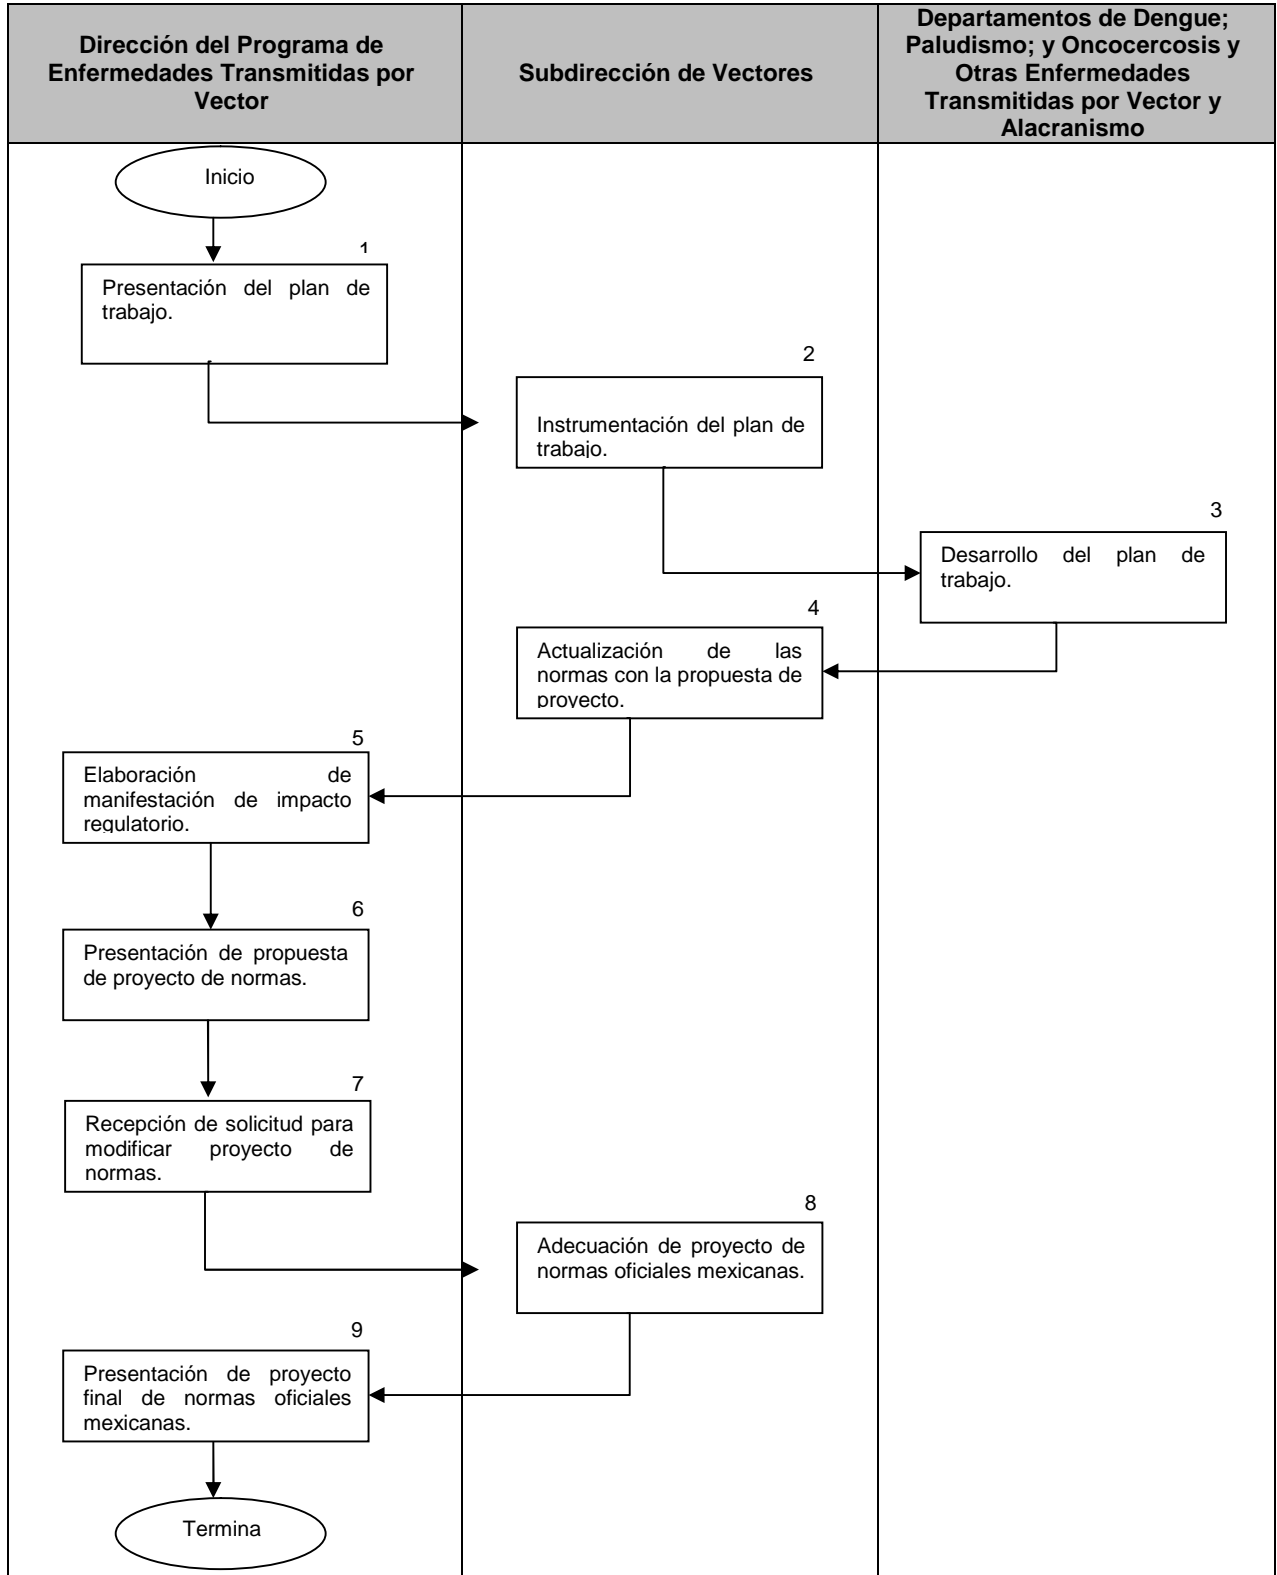 Dirección del Programa de
Enfermedades Transmitidas por
Vector
Subdirección de Vectores
Departamentos de Dengue;
Paludismo; y Oncocercosis y
Otras Enfermedades
Transmitidas por Vector y
Alacranismo
Inicio
1
Presentación del plan de
trabajo.
2
Instrumentación del plan de
trabajo.
3
Desarrollo del plan de
trabajo.
4
Actualización de las
normas con la propuesta de
proyecto.
5
Elaboración de
manifestación de impacto
regulatorio.
6
Presentación de propuesta
de proyecto de normas.
7
Recepción de solicitud para
modificar proyecto de
normas.
8
Adecuación de proyecto de
normas oficiales mexicanas.
9
Presentación de proyecto
final de normas oficiales
mexicanas.
Termina